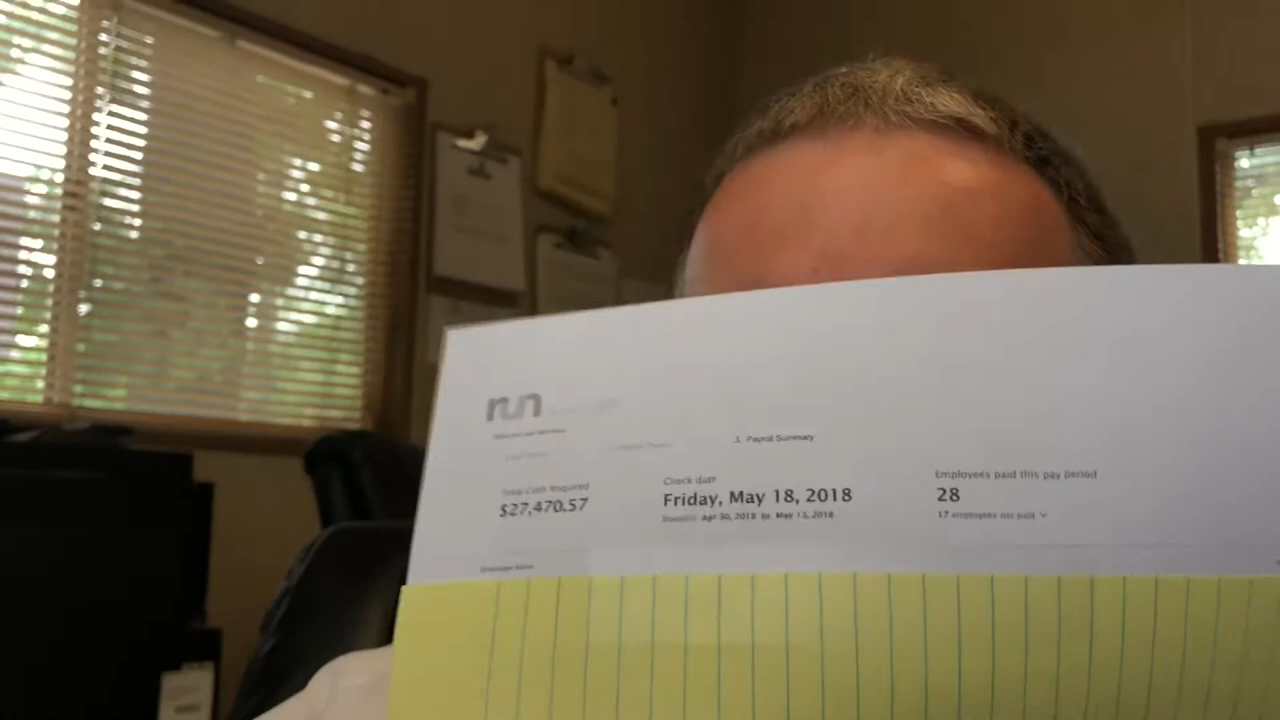 run
3. Payroll Summary
Total Cash Required
$27,470.57
Check date
Friday, May 18, 2018
Apr 30, 2018 to May 13, 2018
Employees paid this pay period
28
17 employees not paid